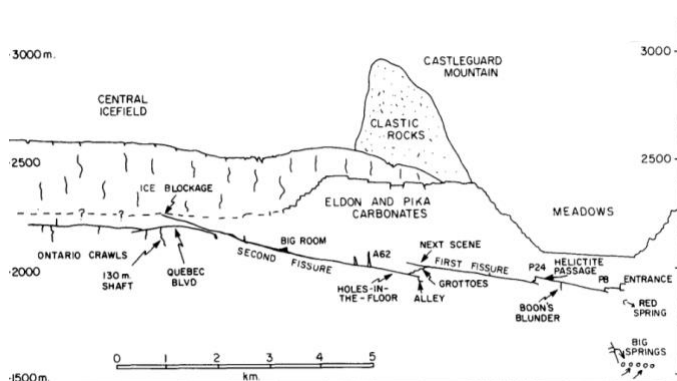 3000 m.
3000
CASTLEGUARD
MOUNTAIN
CENTRAL
ICEFIELD
CLASTIC
ROCKS
2500
2500
ICE BLOCKAGE
ELDON AND PIKA
CARBONATES
MEADOWS
? ?
ONTARIO CRAWLS
130 m.
SHAFT
QUEBEC
BLVD
BIG ROOM
SECOND FISSURE
A62
NEXT SCENE
FIRST FISSURE
P24
HELICTITE
PASSAGE
P8
ENTRANCE
2000
HOLES-IN-
THE-FLOOR
ALLEY
GROTTOES
BOON'S
BLUNDER
RED
SPRING
BIG
SPRINGS
1500m
0 1 2 3 4 5
km.